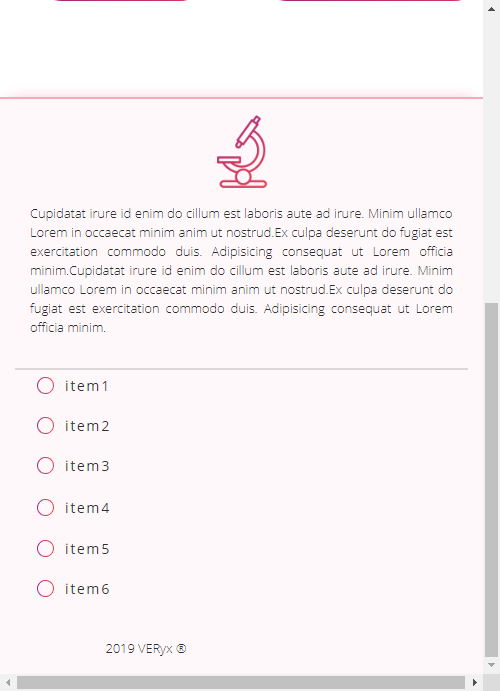 Cupidatat irure id enim do cillum est laboris aute ad irure. Minim ullamco
Lorem in occaecat minim anim ut nostrud.Ex culpa deserunt do fugiat est
exercitation commodo duis. Adipisicing consequat ut Lorem officia
minim.Cupidatat irure id enim do cillum est laboris aute ad irure. Minim
ullamco Lorem in occaecat minim anim ut nostrud.Ex culpa deserunt do
fugiat est exercitation commodo duis. Adipisicing consequat ut Lorem
officia minim.
item1
item2
item3
item4
item5
item6
2019 VERyx ®